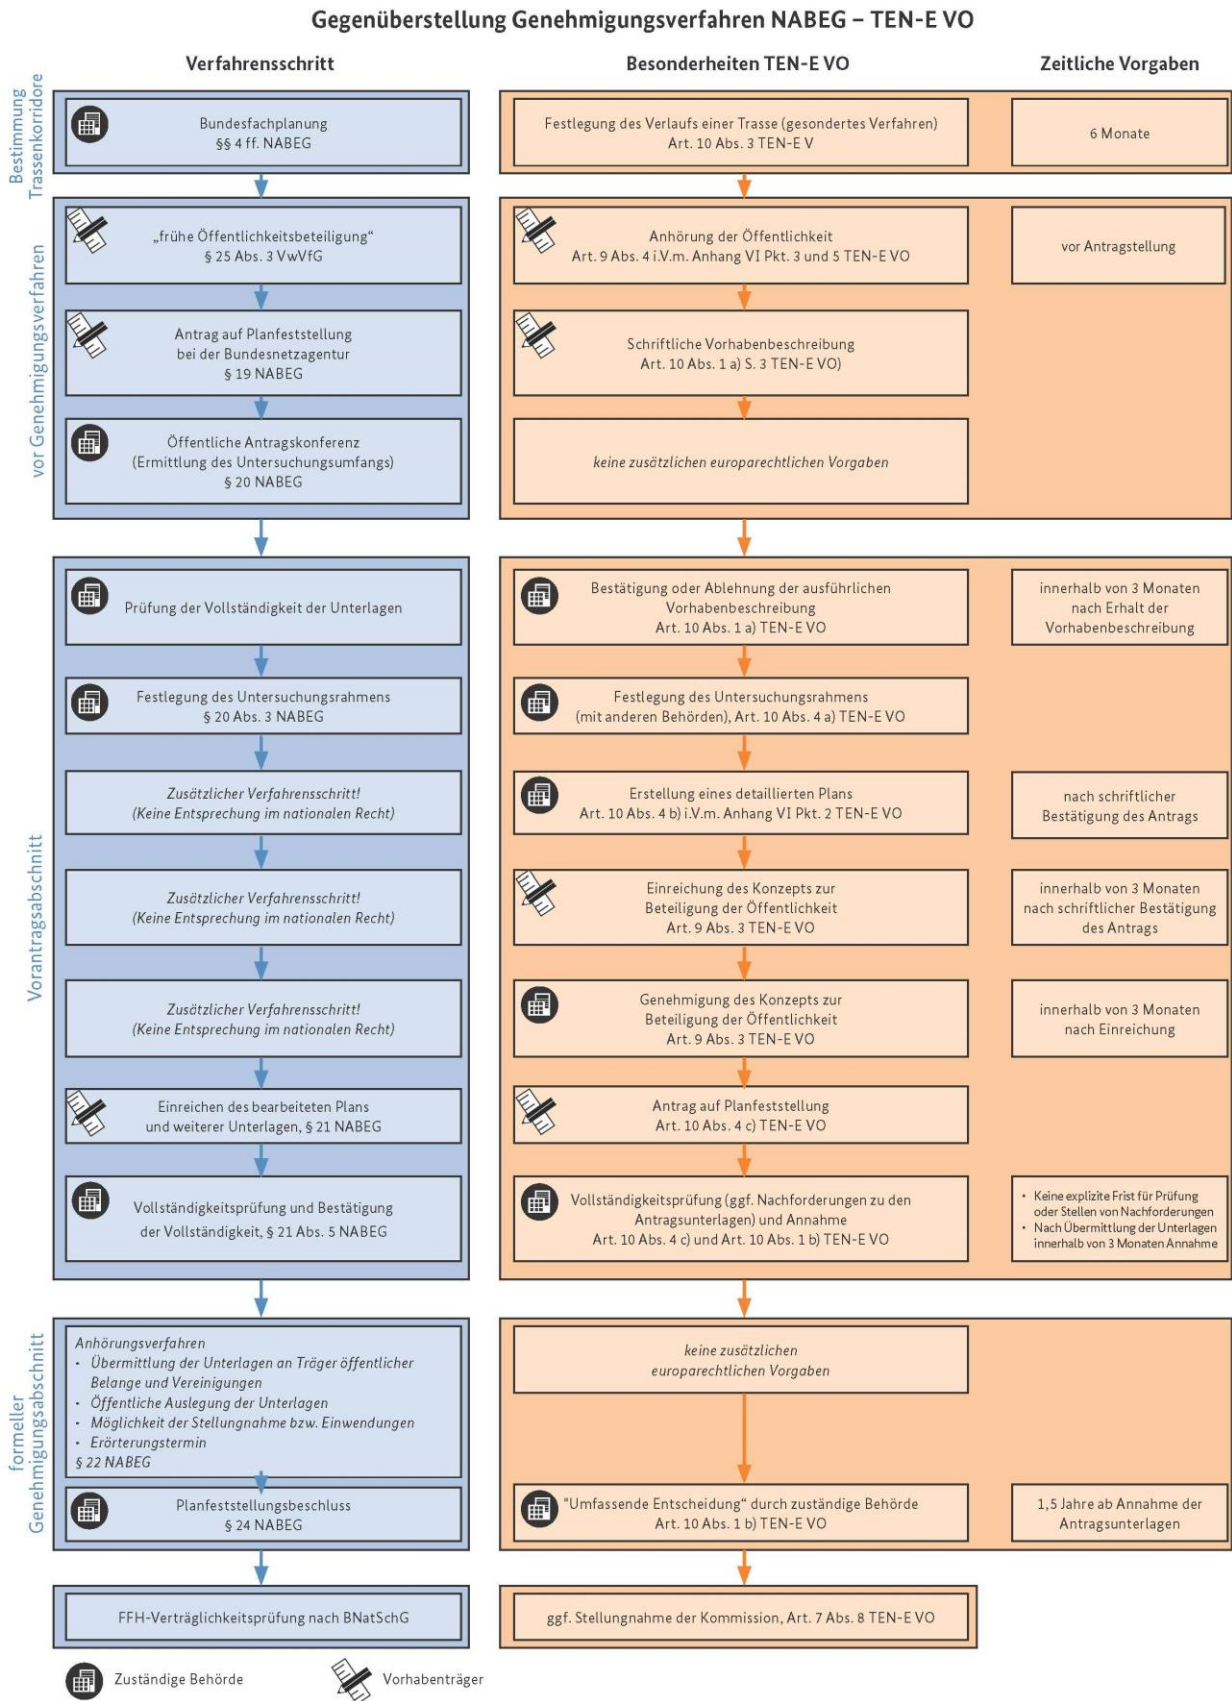 Gegenüberstellung Genehmigungsverfahren NABEG – TEN-E VO
Verfahrensschritt
Besonderheiten TEN-E VO
Zeitliche Vorgaben
Bestimmung
Trassenkorridore
Bundesfachplanung
§§ 4 ff. NABEG
Festlegung des Verlaufs einer Trasse (gesondertes Verfahren)
Art. 10 Abs. 3 TEN-E V
6 Monate
vor Genehmigungsverfahren
„frühe Öffentlichkeitsbeteiligung“
§ 25 Abs. 3 VwVfG
Anhörung der Öffentlichkeit
Art. 9 Abs. 4 i.V.m. Anhang VI Pkt. 3 und 5 TEN-E VO
vor Antragstellung
Antrag auf Planfeststellung
bei der Bundesnetzagentur
§ 19 NABEG
Schriftliche Vorhabenbeschreibung
Art. 10 Abs. 1 a) S. 3 TEN-E VO)
Öffentliche Antragskonferenz
(Ermittlung des Untersuchungsumfangs)
§ 20 NABEG
keine zusätzlichen europarechtlichen Vorgaben
Vorantragsabschnitt
Prüfung der Vollständigkeit der Unterlagen
Bestätigung oder Ablehnung der ausführlichen
Vorhabenbeschreibung
Art. 10 Abs. 1 a) TEN-E VO
innerhalb von 3 Monaten
nach Erhalt der
Vorhabenbeschreibung
Festlegung des Untersuchungsrahmens
§ 20 Abs. 3 NABEG
Festlegung des Untersuchungsrahmens
(mit anderen Behörden), Art. 10 Abs. 4 a) TEN-E VO
Zusätzlicher Verfahrensschritt!
(Keine Entsprechung im nationalen Recht)
Erstellung eines detaillierten Plans
Art. 10 Abs. 4 b) i.V.m. Anhang VI Pkt. 2 TEN-E VO
nach schriftlicher
Bestätigung des Antrags
Zusätzlicher Verfahrensschritt!
(Keine Entsprechung im nationalen Recht)
Einreichung des Konzepts zur
Beteiligung der Öffentlichkeit
Art. 9 Abs. 3 TEN-E VO
innerhalb von 3 Monaten
nach schriftlicher Bestätigung
des Antrags
Zusätzlicher Verfahrensschritt!
(Keine Entsprechung im nationalen Recht)
Genehmigung des Konzepts zur
Beteiligung der Öffentlichkeit
Art. 9 Abs. 3 TEN-E VO
innerhalb von 3 Monaten
nach Einreichung
Einreichen des bearbeiteten Plans
und weiterer Unterlagen, § 21 NABEG
Antrag auf Planfeststellung
Art. 10 Abs. 4 c) TEN-E VO
Vollständigkeitsprüfung und Bestätigung
der Vollständigkeit, § 21 Abs. 5 NABEG
Vollständigkeitsprüfung (ggf. Nachforderungen zu den
Antragsunterlagen) und Annahme
Art. 10 Abs. 4 c) und Art. 10 Abs. 1 b) TEN-E VO
• Keine explizite Frist für Prüfung
oder Stellen von Nachforderungen
• Nach Übermittlung der Unterlagen
innerhalb von 3 Monaten Annahme
formeller
Genehmigungsabschnitt
Anhörungsverfahren
• Übermittlung der Unterlagen an Träger öffentlicher
Belange und Vereinigungen
• Öffentliche Auslegung der Unterlagen
• Möglichkeit der Stellungnahme bzw. Einwendungen
• Erörterungstermin
§ 22 NABEG
keine zusätzlichen
europarechtlichen Vorgaben
Planfeststellungsbeschluss
§ 24 NABEG
"Umfassende Entscheidung“ durch zuständige Behörde
Art. 10 Abs. 1 b) TEN-E VO
1,5 Jahre ab Annahme der
Antragsunterlagen
FFH-Verträglichkeitsprüfung nach BNatSchG
ggf. Stellungnahme der Kommission, Art. 7 Abs. 8 TEN-E VO
Zuständige Behörde
Vorhabenträger